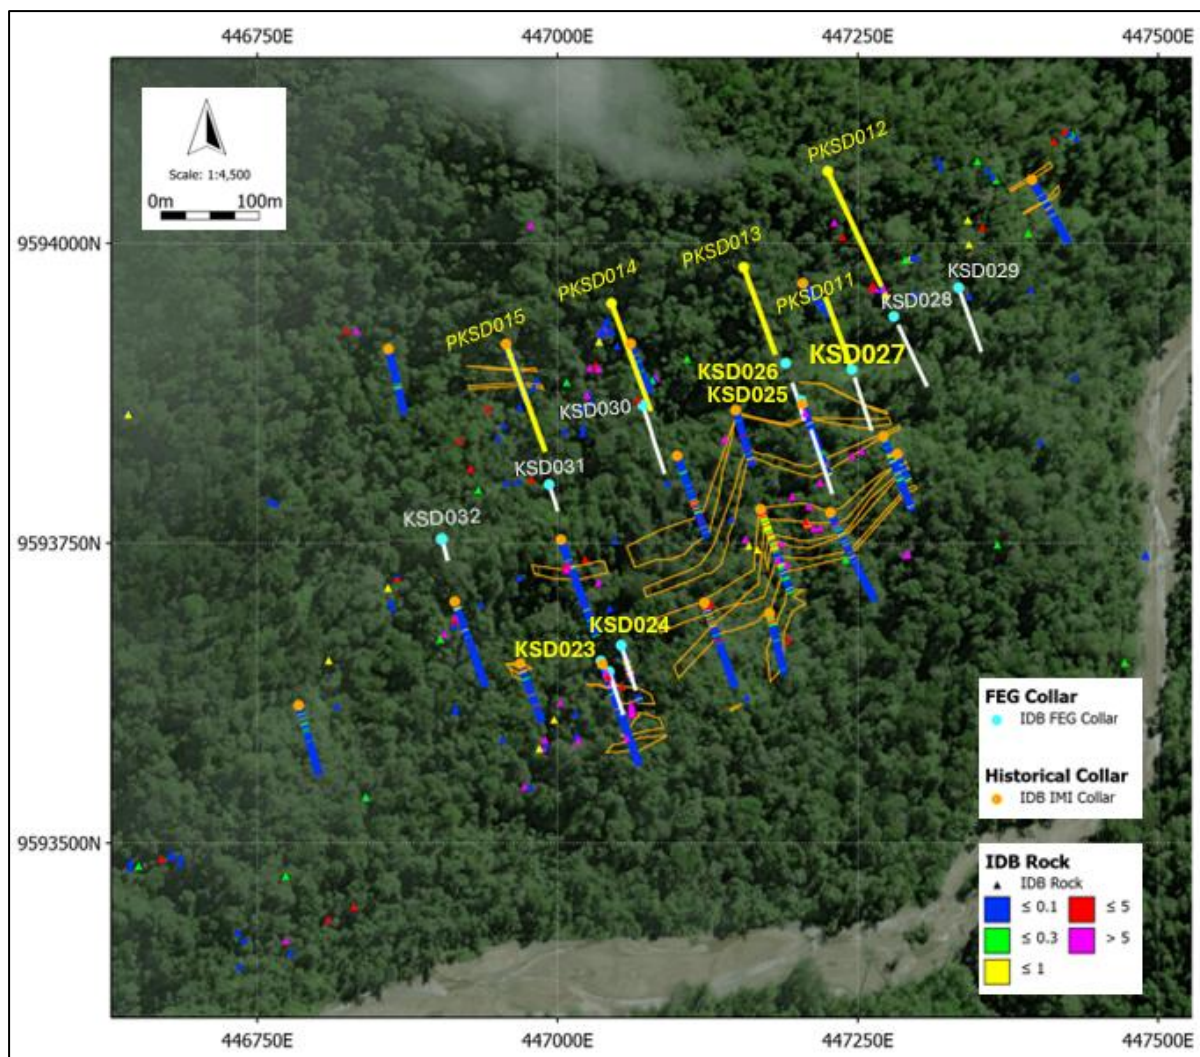 446750E 447000E 447250E 447500E
Scale: 1:4,500
0m 100m
PKSD012
9594000N
PKSD013
PKSD014
KSD029
PKSD011
KSD028
PKSD015
KSD027
KSD026
KSD025
KSD030
KSD031
KSD032
9593750N
KSD024
KSD023
FEG Collar
IDB FEG Collar
Historical Collar
IDB IMI Collar
9593500N
IDB Rock
IDB Rock
≤ 0.1 ≤ 5
≤ 0.3 > 5
≤ 1
446750E 447000E 447250E 447500E